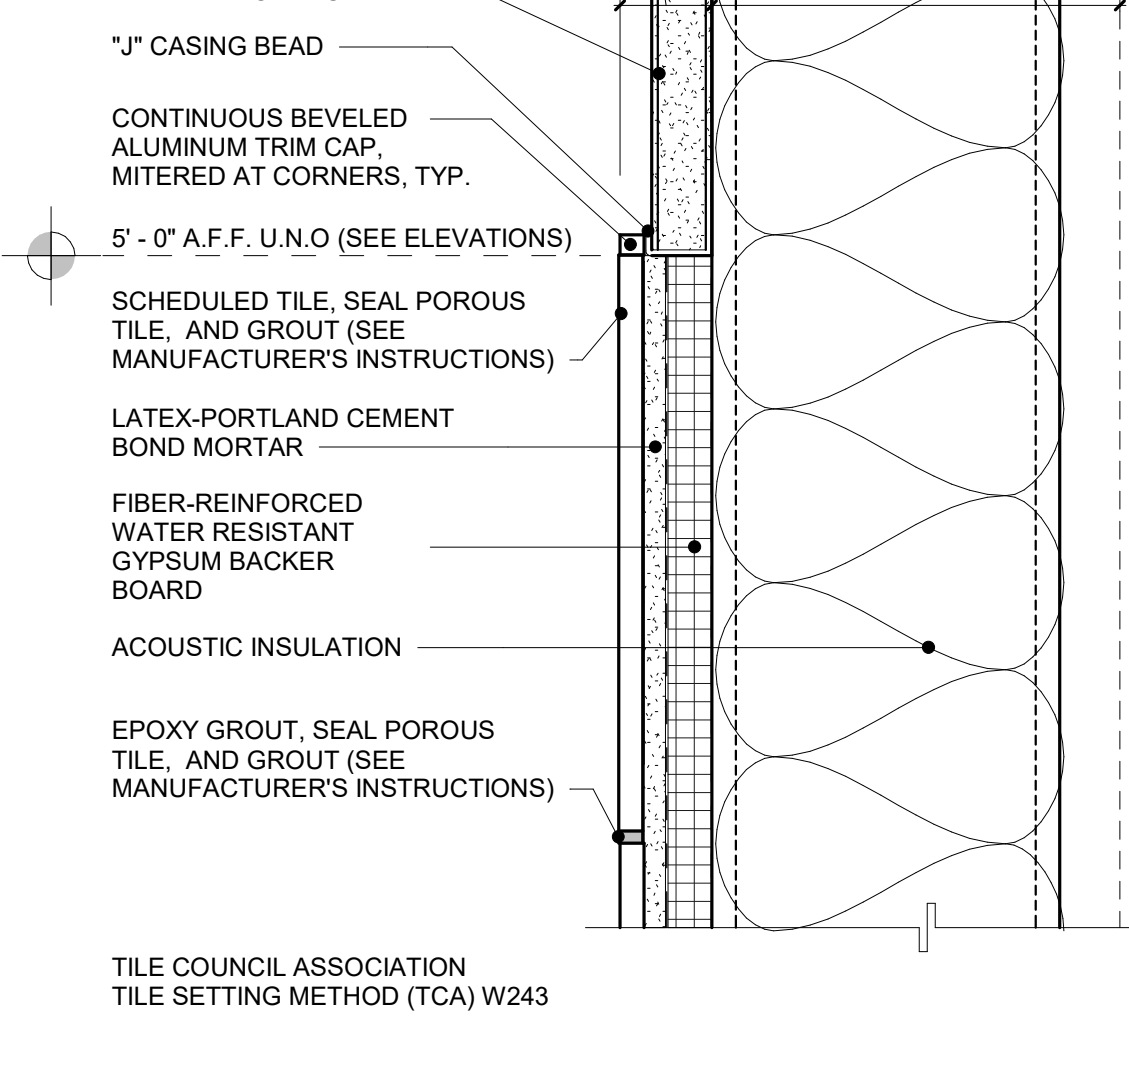 "J" CASING BEAD
CONTINUOUS BEVELED
ALUMINUM TRIM CAP,
MITERED AT CORNERS, TYP.
5' - 0" A.F.F. U.N.O (SEE ELEVATIONS)
SCHEDULED TILE, SEAL POROUS
TILE,  AND GROUT (SEE
MANUFACTURER'S INSTRUCTIONS)
LATEX-PORTLAND CEMENT
BOND MORTAR
FIBER-REINFORCED
WATER RESISTANT
GYPSUM BACKER
BOARD
ACOUSTIC INSULATION
EPOXY GROUT, SEAL POROUS
TILE,  AND GROUT (SEE
MANUFACTURER'S INSTRUCTIONS)
TILE COUNCIL ASSOCIATION
TILE SETTING METHOD (TCA) W243